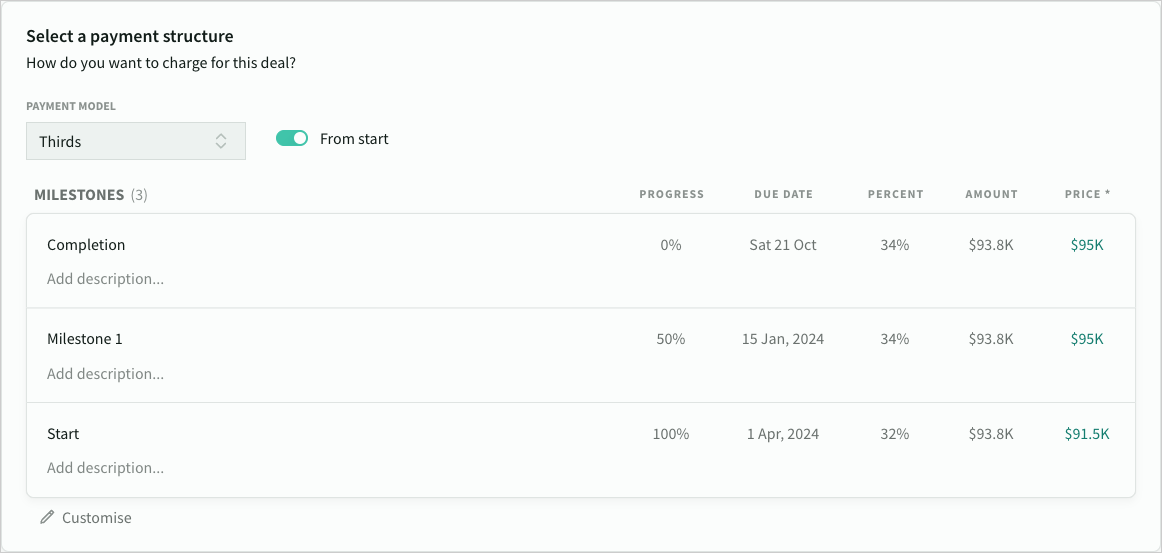 Select a payment structure
How do you want to charge for this deal?
PAYMENT MODEL
Thirds From start
MILESTONES (3) PROGRESS DUE DATE PERCENT AMOUNT PRICE *
Completion 0% Sat 21 Oct 34% $93.8K $95K
Add description...
Milestone 1 50% 15 Jan, 2024 34% $93.8K $95K
Add description...
Start 100% 1 Apr, 2024 32% $93.8K $91.5K
Add description...
Customise